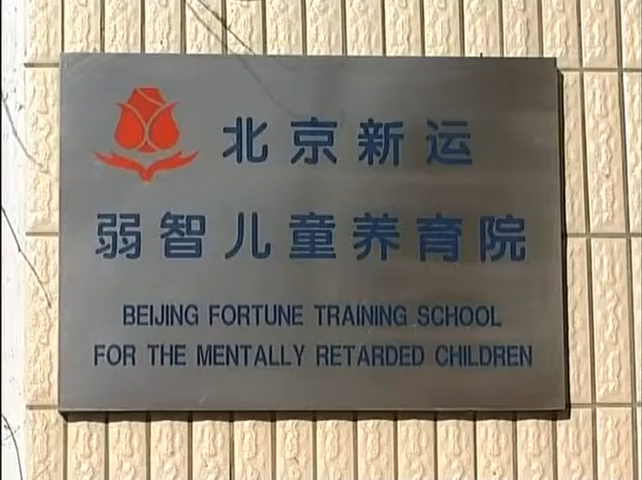 北京新运
弱智儿童养育院
BEIJING FORTUNE TRAINING SCHOOL
FOR THE MENTALLY RETARDED CHILDREN